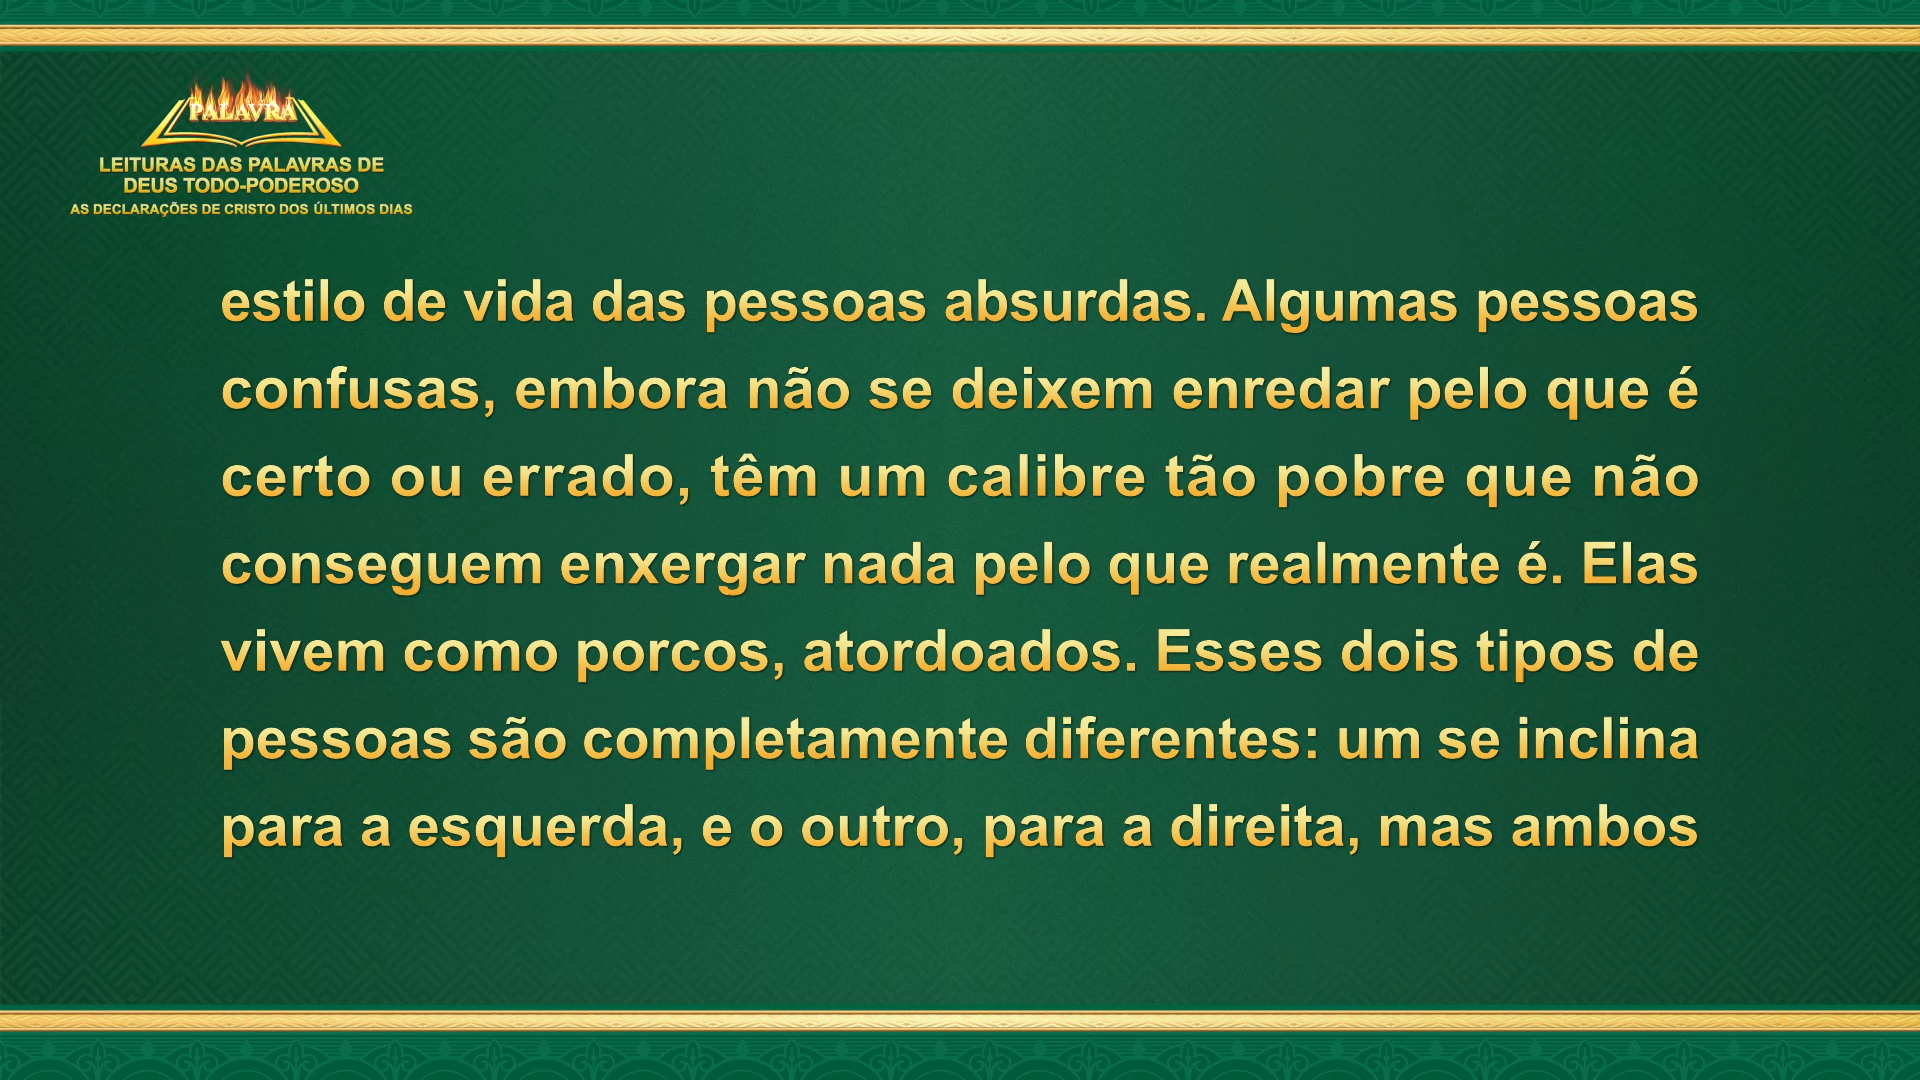 PALAVRA
LEITURAS DAS PALAVRAS DE
DEUS TODO-PODEROSO
AS DECLARAÇÕES DE CRISTO DOS ÚLTIMOS DIAS
estilo de vida das pessoas absurdas. Algumas pessoas
confusas, embora não se deixem enredar pelo que é
certo ou errado, têm um calibre tão pobre que não
conseguem enxergar nada pelo que realmente é. Elas
vivem como porcos, atordoados. Esses dois tipos de
pessoas são completamente diferentes: um se inclina
para a esquerda, e o outro, para a direita, mas ambos